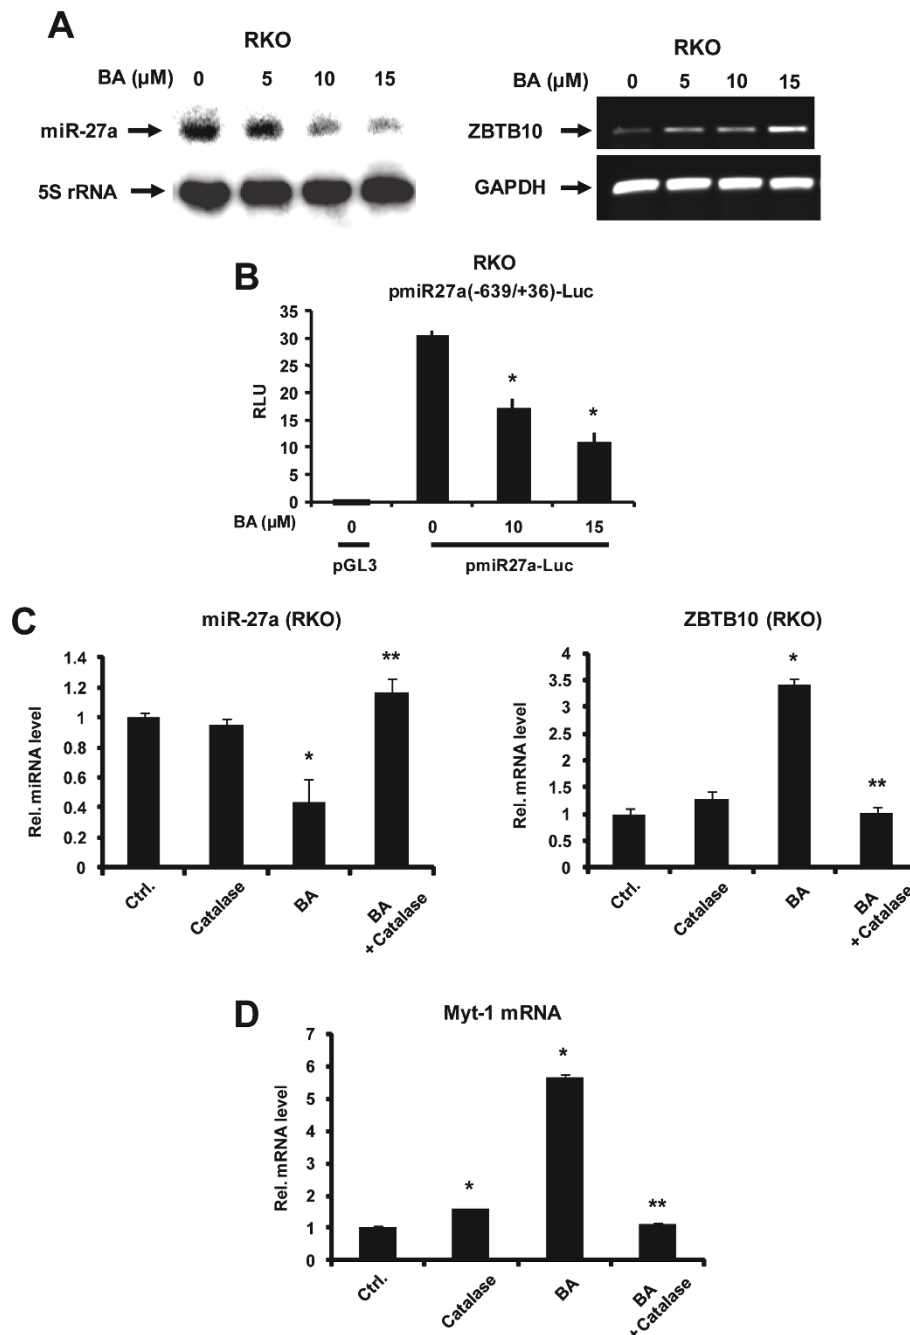 A
RKO
BA (µM) 0 5 10 15
miR-27a
5S rRNA
RKO
BA (µM) 0 5 10 15
ZBTB10
GAPDH
B
RKO
pmiR27a(-639/+36)-Luc
RLU
35
30
25
20
15
10
5
0
*
*
BA (µM) 0 0 10 15
pGL3 pmiR27a-Luc
C
miR-27a (RKO)
Rel. miRNA level
1.4
1.2
1
0.8
0.6
0.4
0.2
0
*
**
Ctrl.
Catalase
BA
BA
+Catalase
ZBTB10 (RKO)
Rel. mRNA level
4
3.5
3
2.5
2
1.5
1
0.5
0
*
**
Ctrl.
Catalase
BA
BA
+Catalase
D
Myt-1 mRNA
Rel. mRNA level
7
6
5
4
3
2
1
0
*
*
**
Ctrl.
Catalase
BA
BA
+Catalase